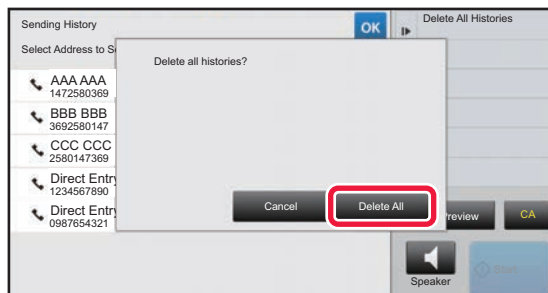 Sending History
OK
Delete All Histories
Select Address to S
Delete all histories?
AAA AAA
1472580369
BBB BBB
3692580147
CCC CCC
2580147369
Direct Entry
1234567890
Direct Entry
0987654321
Cancel
Delete All
review
CA
Speaker
Start